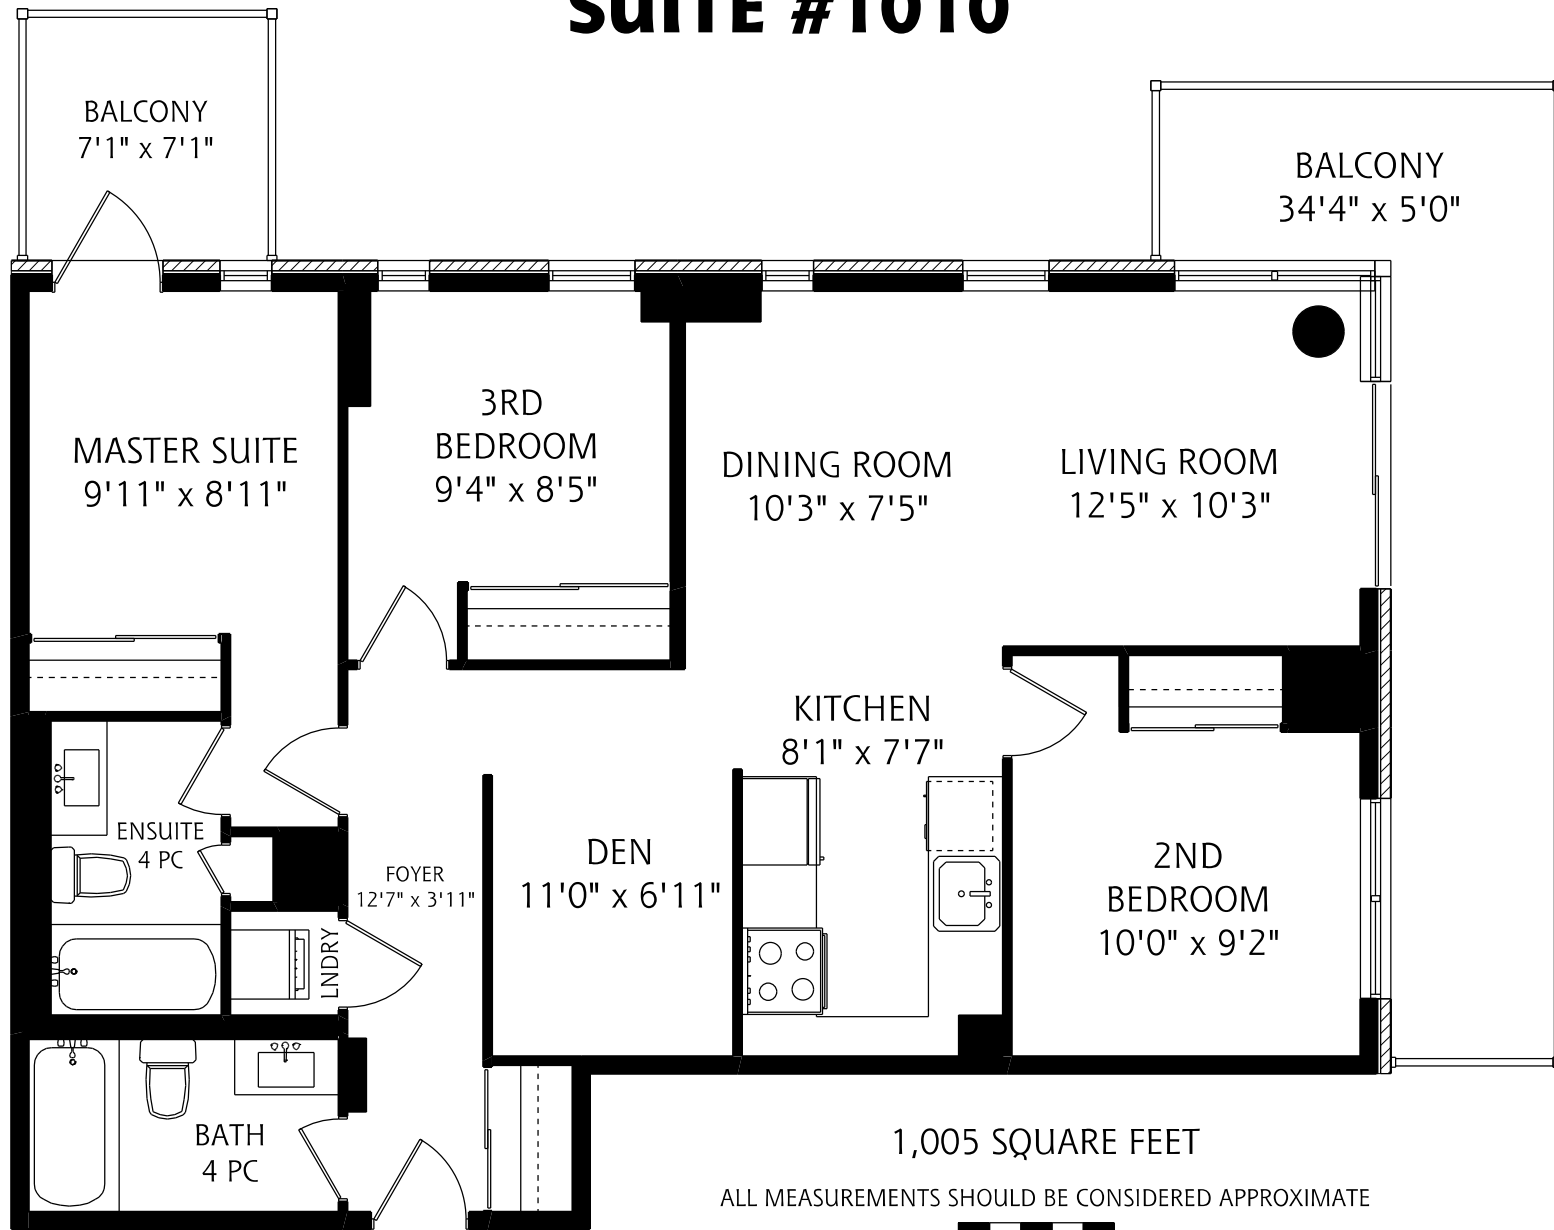 SUITE #1010
BALCONY
7'1" x 7'1"
BALCONY
34'4" x 5'0"
MASTER SUITE
9'11" x 8'11"
3RD
BEDROOM
9'4" x 8'5"
DINING ROOM
10'3" x 7'5"
LIVING ROOM
12'5" x 10'3"
KITCHEN
8'1" x 7'7"
ENSUITE
4 PC
FOYER
12'7" x 3'11"
DEN
11'0" x 6'11"
2ND
BEDROOM
10'0" x 9'2"
LNDRY
BATH
4 PC
1,005 SQUARE FEET
ALL MEASUREMENTS SHOULD BE CONSIDERED APPROXIMATE